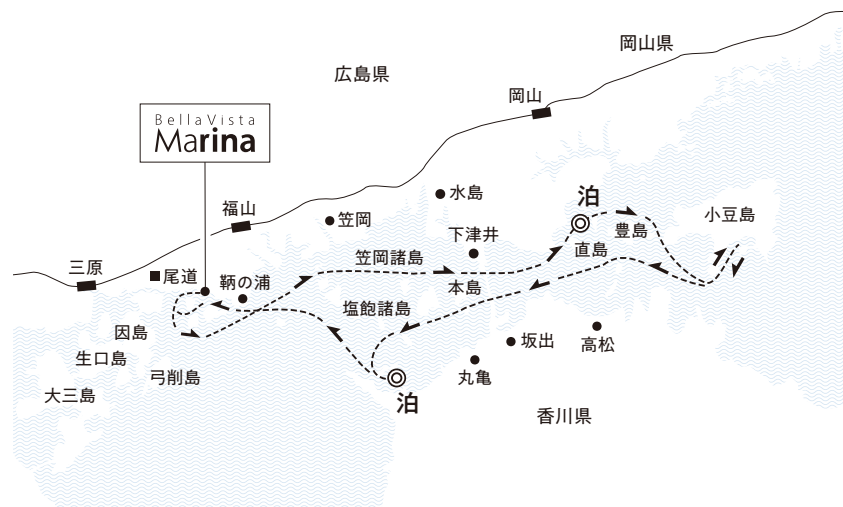 岡山県
広島県
岡山
BellaVista
Marina
水島
泊
小豆島
福山
笠岡
下津井
豊島
三原
尾道
鞆の浦
笠岡諸島
直島
本島
塩飽諸島
因島
生口島
弓削島
大三島
坂出
高松
丸亀
泊
香川県